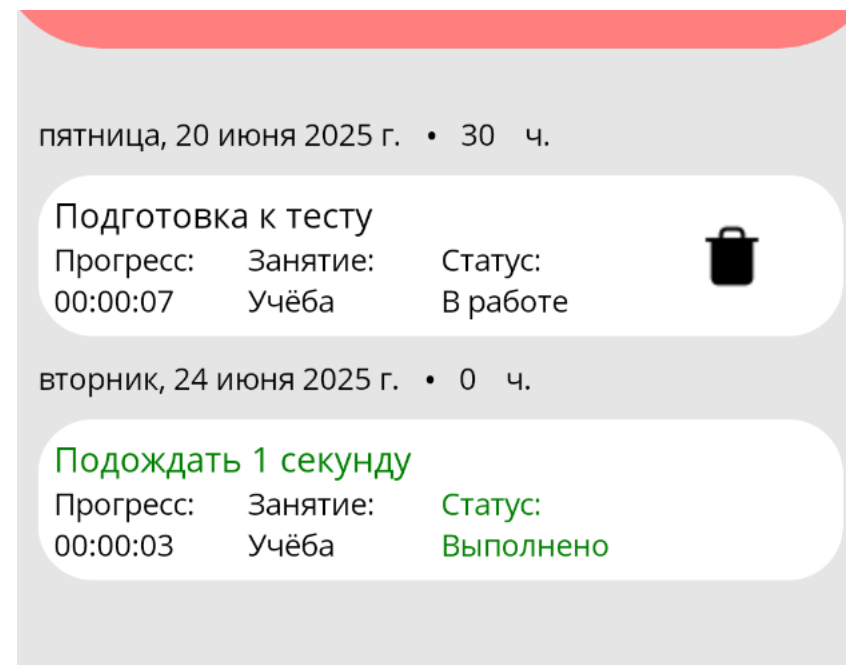 пятница, 20 июня 2025 г. • 30 ч.
Подготовка к тесту
Прогресс: Занятие: Статус:
00:00:07 Учёба В работе
вторник, 24 июня 2025 г. • 0 ч.
Подождать 1 секунду
Прогресс: Занятие: Статус:
00:00:03 Учёба Выполнено